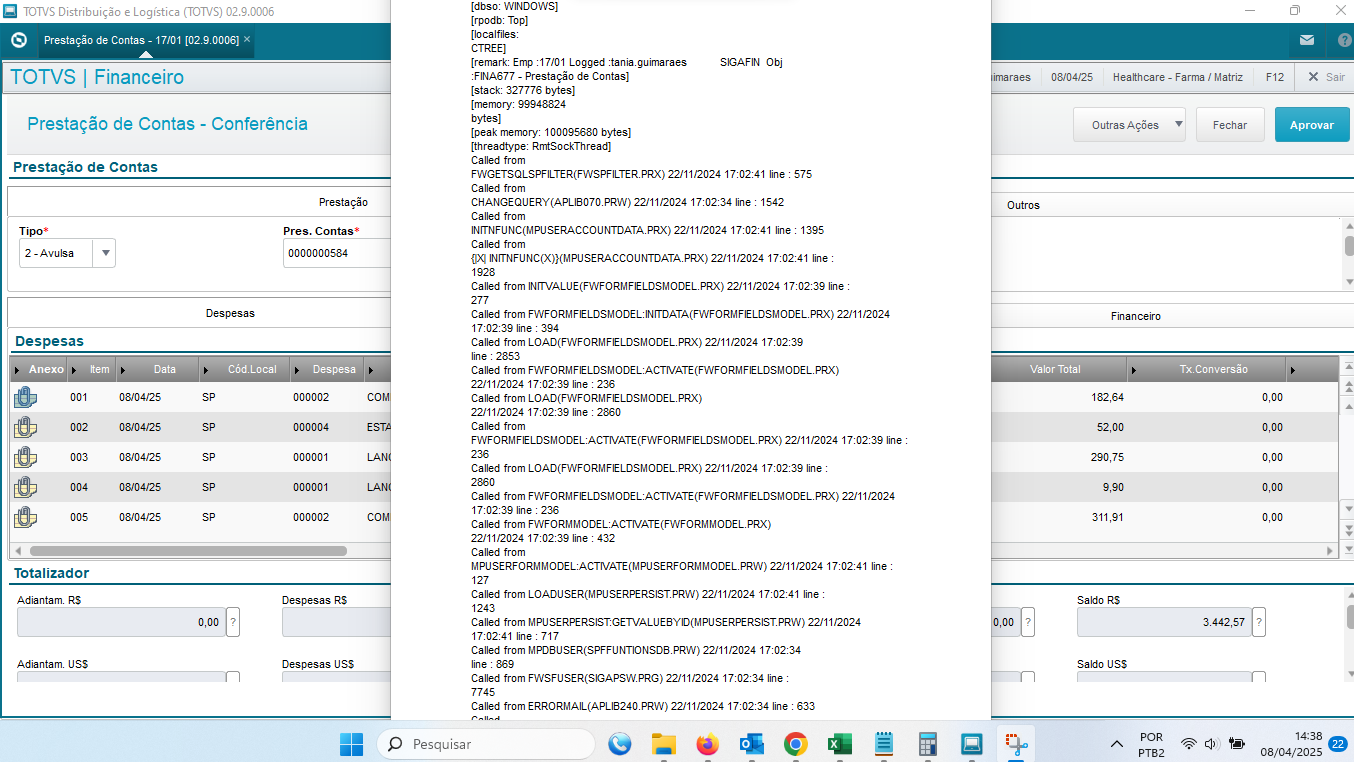 TOTVS Distribuição e Logística (TOTVS) 02.9.0006
Prestação de Contas - 17/01 [02.9.0006] ×
TOTVS | Financeiro
08/04/25
Healthcare - Farma / Matriz
F12
Sair
Prestação de Contas - Conferência
Outras Ações
Fechar
Aprovar
Prestação de Contas
Prestação
Outros
Tipo*
Pres. Contas*
2 - Avulsa
0000000584
Despesas
Financeiro
Despesas
Anexo Item Data Cód.Local Despesa Valor Total Tx.Conversão
001 08/04/25 SP 000002 COM 182,64 0,00
002 08/04/25 SP 000004 ESTA 52,00 0,00
003 08/04/25 SP 000001 LANC 290,75 0,00
004 08/04/25 SP 000001 LANC 9,90 0,00
005 08/04/25 SP 000002 COM 311,91 0,00
Totalizador
Adiantam. R$
Despesas R$
Saldo R$
0,00 ?
0,00 ?
3.442,57 ?
Adiantam. US$
Despesas US$
Saldo US$
[dbso: WINDOWS]
[rpodb: Top]
[localfiles:
CTREE]
[remark: Emp :17/01 Logged :tania.guimaraes SIGAFIN Obj
:FINA677 - Prestação de Contas]
[stack: 327776 bytes]
[memory: 99948824
bytes]
[peak memory: 100095680 bytes]
[threadtype: RmtSockThread]
Called from
FWGETSQLSPFILTER(FWSPFILTER.PRX) 22/11/2024 17:02:41 line : 575
Called from
CHANGEQUERY(APLIB070.PRW) 22/11/2024 17:02:34 line : 1542
Called from
INITNFUNC(MPUSERACCOUNTDATA.PRX) 22/11/2024 17:02:41 line : 1395
Called from
{|X| INITNFUNC(X)}(MPUSERACCOUNTDATA.PRX) 22/11/2024 17:02:41 line :
1928
Called from INITVALUE(FWFORMFIELDSMODEL.PRX) 22/11/2024 17:02:39 line :
277
Called from FWFORMFIELDSMODEL:INITDATA(FWFORMFIELDSMODEL.PRX) 22/11/2024
17:02:39 line : 394
Called from LOAD(FWFORMFIELDSMODEL.PRX) 22/11/2024 17:02:39
line : 2853
Called from FWFORMFIELDSMODEL:ACTIVATE(FWFORMFIELDSMODEL.PRX)
22/11/2024 17:02:39 line : 236
Called from LOAD(FWFORMFIELDSMODEL.PRX)
22/11/2024 17:02:39 line : 2860
Called from
FWFORMFIELDSMODEL:ACTIVATE(FWFORMFIELDSMODEL.PRX) 22/11/2024 17:02:39 line :
236
Called from LOAD(FWFORMFIELDSMODEL.PRX) 22/11/2024 17:02:39 line :
2860
Called from FWFORMFIELDSMODEL:ACTIVATE(FWFORMFIELDSMODEL.PRX) 22/11/2024
17:02:39 line : 236
Called from FWFORMMODEL:ACTIVATE(FWFORMMODEL.PRX)
22/11/2024 17:02:39 line : 432
Called from
MPUSERFORMMODEL:ACTIVATE(MPUSERFORMMODEL.PRW) 22/11/2024 17:02:41 line :
127
Called from LOADUSER(MPUSERPERSIST.PRW) 22/11/2024 17:02:41 line :
1243
Called from MPUSERPERSIST:GETVALUEBYID(MPUSERPERSIST.PRW) 22/11/2024
17:02:41 line : 717
Called from MPDBUSER(SPFFUNTIONSDB.PRW) 22/11/2024 17:02:34
line : 869
Called from FWSFUSER(SIGAPSW.PRG) 22/11/2024 17:02:34 line :
7745
Called from ERRORMAIL(APLIB240.PRW) 22/11/2024 17:02:34 line : 633
Pesquisar
POR
PTB2
14:38
08/04/2025
22